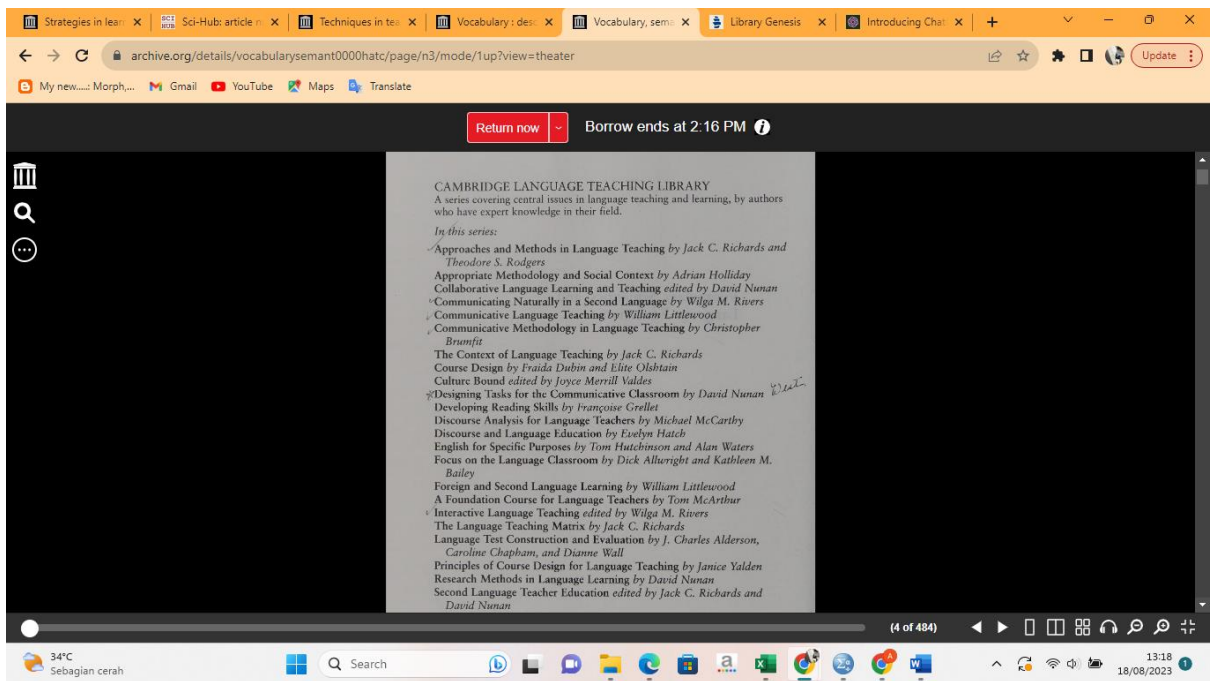 Strategies in lear
Sci-Hub: article
Techniques in tea
Vocabulary : desc
Vocabulary, sema
Library Genesis
Introducing Chat
archive.org/details/vocabularysemant0000hatc/page/n3/mode/1up?view=theater
Update
My new.....: Morph,...
Gmail
YouTube
Maps
Translate
Return now
Borrow ends at 2:16 PM
CAMBRIDGE LANGUAGE TEACHING LIBRARY
A series covering central issues in language teaching and learning, by authors
who have expert knowledge in their field.
In this series:
Approaches and Methods in Language Teaching by Jack C. Richards and
Theodore S. Rodgers
Appropriate Methodology and Social Context by Adrian Holliday
Collaborative Language Learning and Teaching edited by David Nunan
Communicating Naturally in a Second Language by Wilga M. Rivers
Communicative Language Teaching by William Littlewood
Communicative Methodology in Language Teaching by Christopher
Brumfit
The Context of Language Teaching by Jack C. Richards
Course Design by Fraida Dubin and Elite Olshtain
Culture Bound edited by Joyce Merrill Valdes
Designing Tasks for the Communicative Classroom by David Nunan
Developing Reading Skills by Françoise Grellet
Discourse Analysis for Language Teachers by Michael McCarthy
Discourse and Language Education by Evelyn Hatch
English for Specific Purposes by Tom Hutchinson and Alan Waters
Focus on the Language Classroom by Dick Allwright and Kathleen M.
Bailey
Foreign and Second Language Learning by William Littlewood
A Foundation Course for Language Teachers by Tom McArthur
Interactive Language Teaching edited by Wilga M. Rivers
The Language Teaching Matrix by Jack C. Richards
Language Test Construction and Evaluation by J. Charles Alderson,
Caroline Chapham, and Dianne Wall
Principles of Course Design for Language Teaching by Janice Yalden
Research Methods in Language Learning by David Nunan
Second Language Teacher Education edited by Jack C. Richards and
David Nunan
(4 of 484)
34°C
Sebagian cerah
Search
13:18
18/08/2023
1